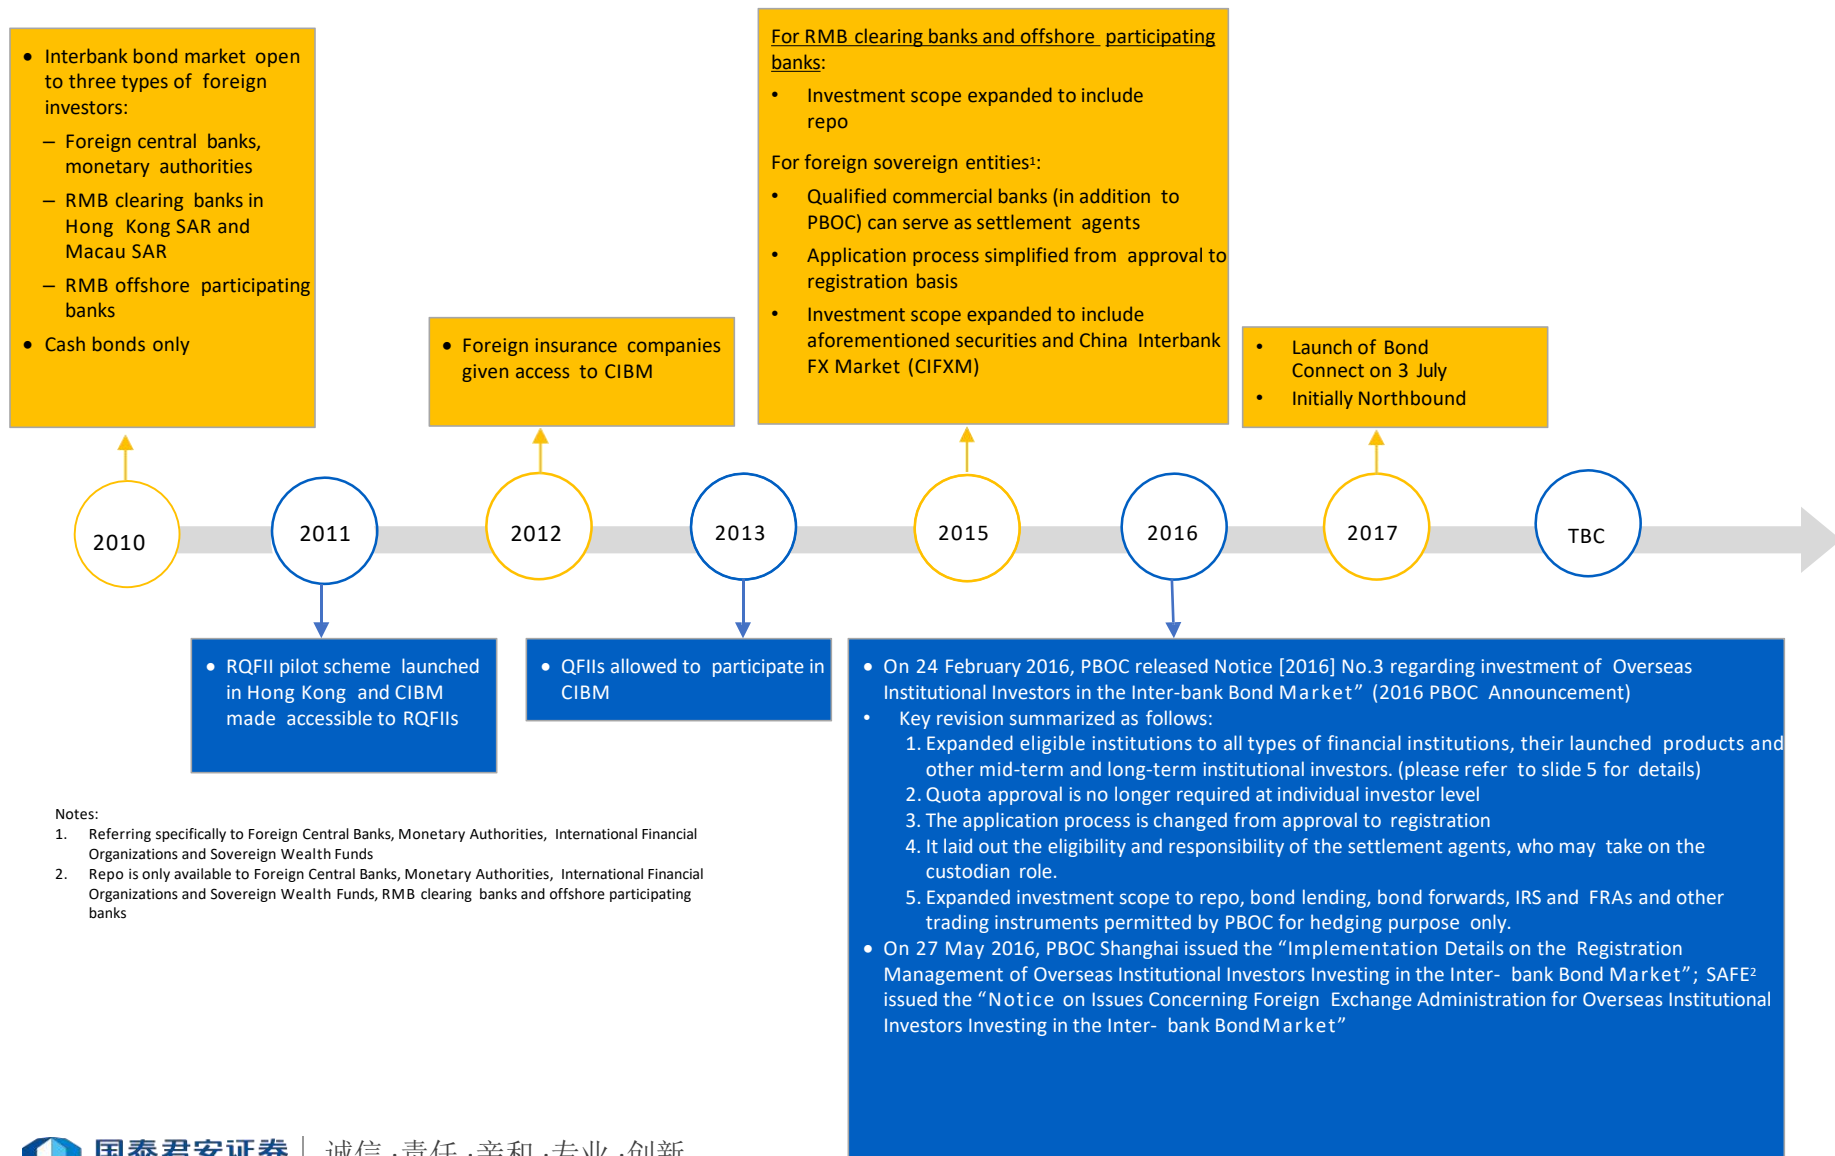 • Interbank bond market open
to three types of foreign
investors:
– Foreign central banks,
monetary authorities
– RMB clearing banks in
Hong Kong SAR and
Macau SAR
– RMB offshore participating
banks
• Cash bonds only
• Foreign insurance companies
given access to CIBM
For RMB clearing banks and offshore participating
banks:
• Investment scope expanded to include
repo
For foreign sovereign entities¹:
• Qualified commercial banks (in addition to
PBOC) can serve as settlement agents
• Application process simplified from approval to
registration basis
• Investment scope expanded to include
aforementioned securities and China Interbank
FX Market (CIFXM)
• Launch of Bond
Connect on 3 July
• Initially Northbound
2010
2011
2012
2013
2015
2016
2017
TBC
• RQFII pilot scheme launched
in Hong Kong and CIBM
made accessible to RQFIIs
• QFIIs allowed to participate in
CIBM
• On 24 February 2016, PBOC released Notice [2016] No.3 regarding investment of Overseas
Institutional Investors in the Inter-bank Bond Market” (2016 PBOC Announcement)
• Key revision summarized as follows:
1. Expanded eligible institutions to all types of financial institutions, their launched products and
other mid-term and long-term institutional investors. (please refer to slide 5 for details)
2. Quota approval is no longer required at individual investor level
3. The application process is changed from approval to registration
4. It laid out the eligibility and responsibility of the settlement agents, who may take on the
custodian role.
5. Expanded investment scope to repo, bond lending, bond forwards, IRS and FRAs and other
trading instruments permitted by PBOC for hedging purpose only.
• On 27 May 2016, PBOC Shanghai issued the “Implementation Details on the Registration
Management of Overseas Institutional Investors Investing in the Inter- bank Bond Market”; SAFE²
issued the “Notice on Issues Concerning Foreign Exchange Administration for Overseas Institutional
Investors Investing in the Inter- bank Bond Market”
Notes:
1. Referring specifically to Foreign Central Banks, Monetary Authorities, International Financial
Organizations and Sovereign Wealth Funds
2. Repo is only available to Foreign Central Banks, Monetary Authorities, International Financial
Organizations and Sovereign Wealth Funds, RMB clearing banks and offshore participating
banks
国泰君安证券 | 诚信·责任·亲和·专业·创新